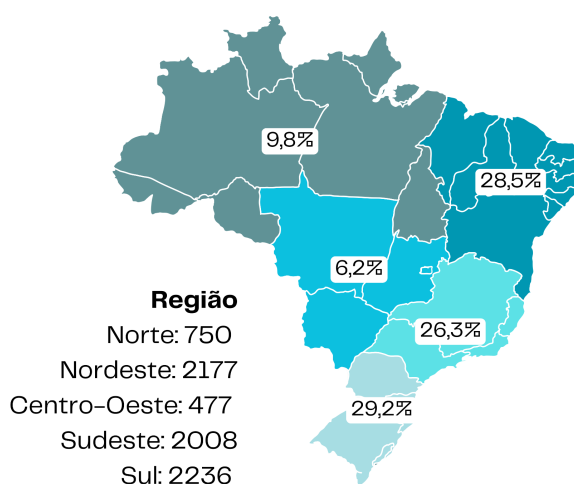 9,8%
28,5%
6,2%
26,3%
29,2%
Região
Norte: 750
Nordeste: 2177
Centro-Oeste: 477
Sudeste: 2008
Sul: 2236